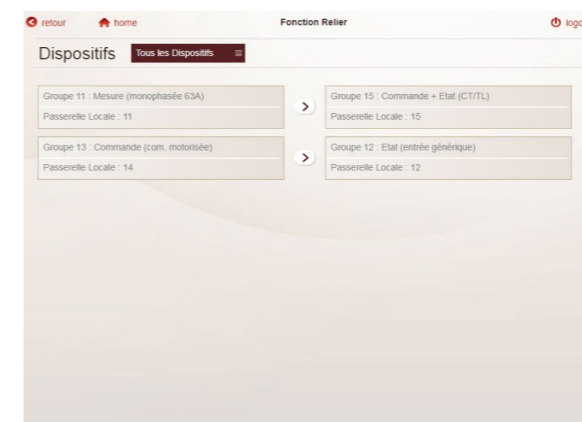 retour home Fonction Relier
Dispositifs Tous les Dispositifs
Groupe 11 : Mesure (monophasée 63A)
Passerelle Locale : 11
Groupe 15 : Commande + Etat (CT/TL)
Passerelle Locale : 15
Groupe 13 : Commande (com. motorisée)
Passerelle Locale : 14
Groupe 12 : Etat (entrée générique)
Passerelle Locale : 12